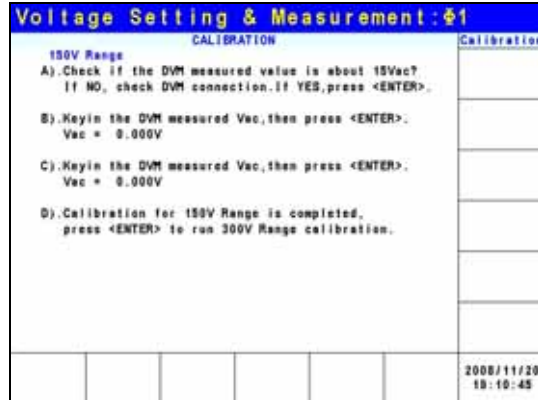 Voltage Setting & Measurement:Φ1
CALIBRATION
Calibration
150V Range
A).Check if the DVM measured value is about 15Vac?
If NO, check DVM connection.If YES,press <ENTER>.
B).Keyin the DVM measured Vac,then press <ENTER>.
Vac = 0.000V
C).Keyin the DVM measured Vac,then press <ENTER>.
Vac = 0.000V
D).Calibration for 150V Range is completed,
press <ENTER> to run 300V Range calibration.
2008/11/20
18:10:45